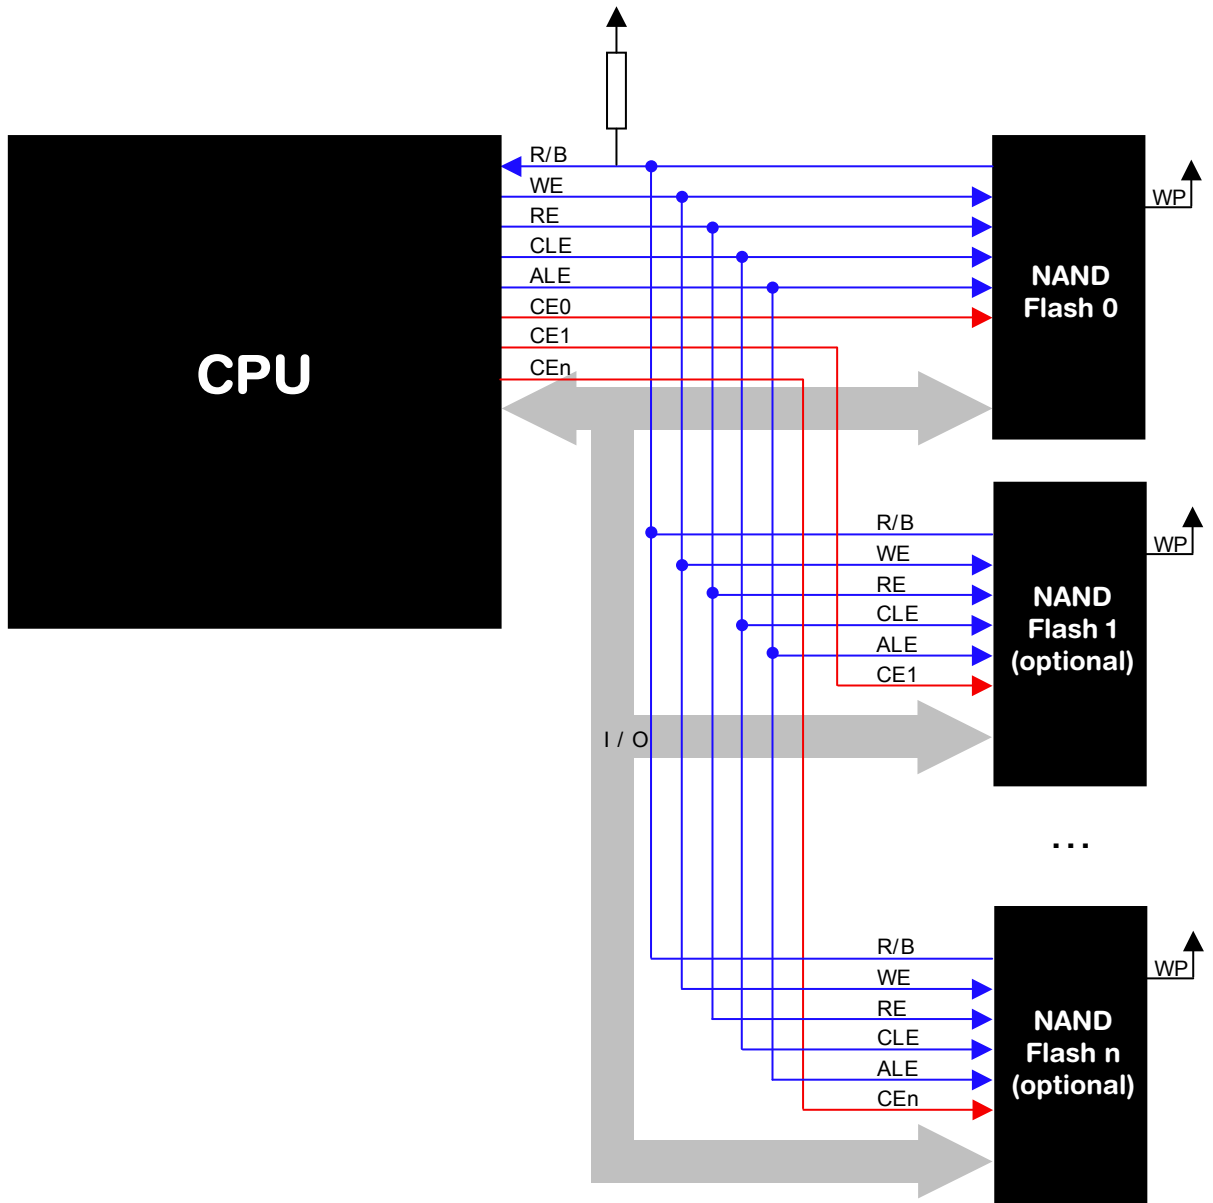 R/B
WE
RE
CLE
ALE
CE0
CE1
CEn
CPU
NAND
Flash 0
WP
R/B
WE
RE
CLE
ALE
CE1
NAND
Flash 1
(optional)
WP
I / O
...
R/B
WE
RE
CLE
ALE
CEn
NAND
Flash n
(optional)
WP